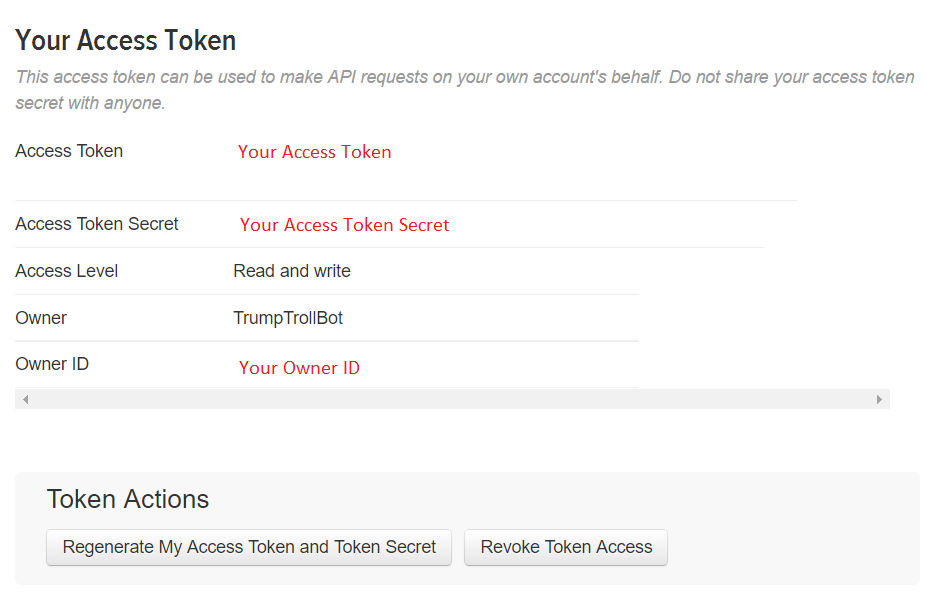 Your Access Token
This access token can be used to make API requests on your own account's behalf. Do not share your access token
secret with anyone.
Access Token Your Access Token
Access Token Secret Your Access Token Secret
Access Level Read and write
Owner TrumpTrollBot
Owner ID Your Owner ID
Token Actions
Regenerate My Access Token and Token Secret Revoke Token Access